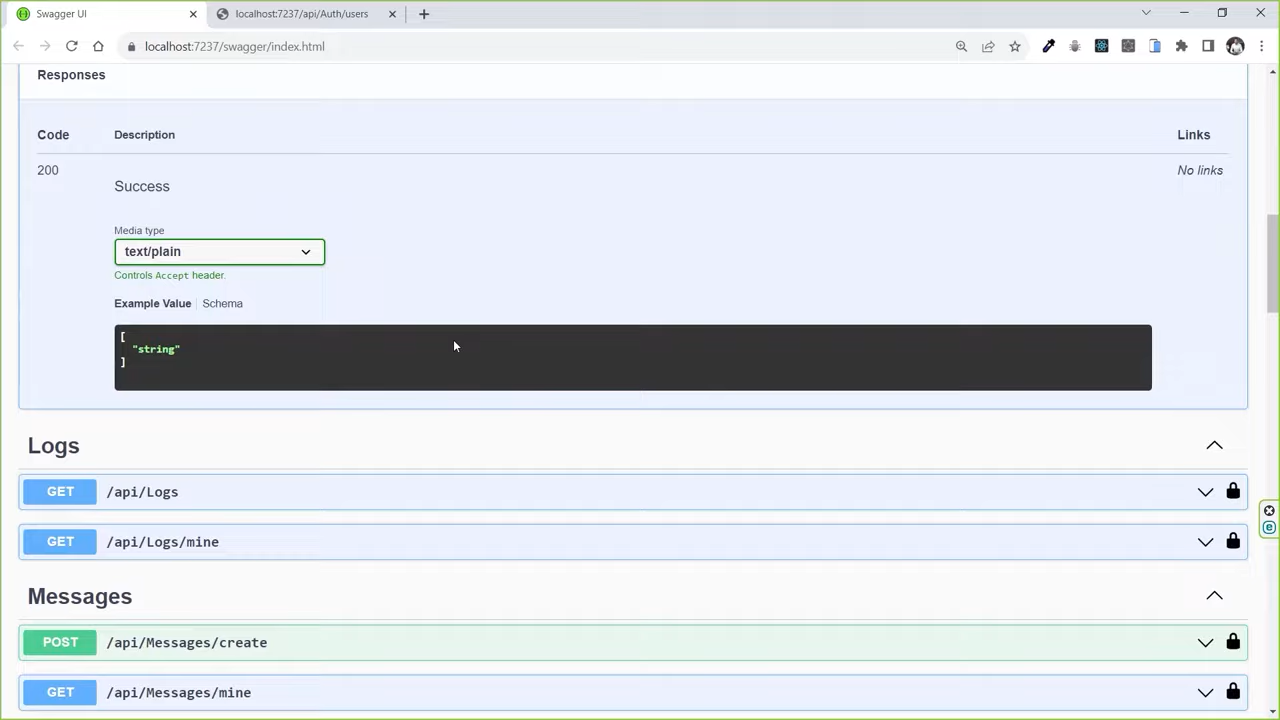 Swagger UI
localhost:7237/api/Auth/users
localhost:7237/swagger/index.html
Responses
Code Description Links
200 Success No links
Media type
text/plain
Controls Accept header.
Example Value Schema
[
"string"
]
Logs
GET /api/Logs
GET /api/Logs/mine
Messages
POST /api/Messages/create
GET /api/Messages/mine